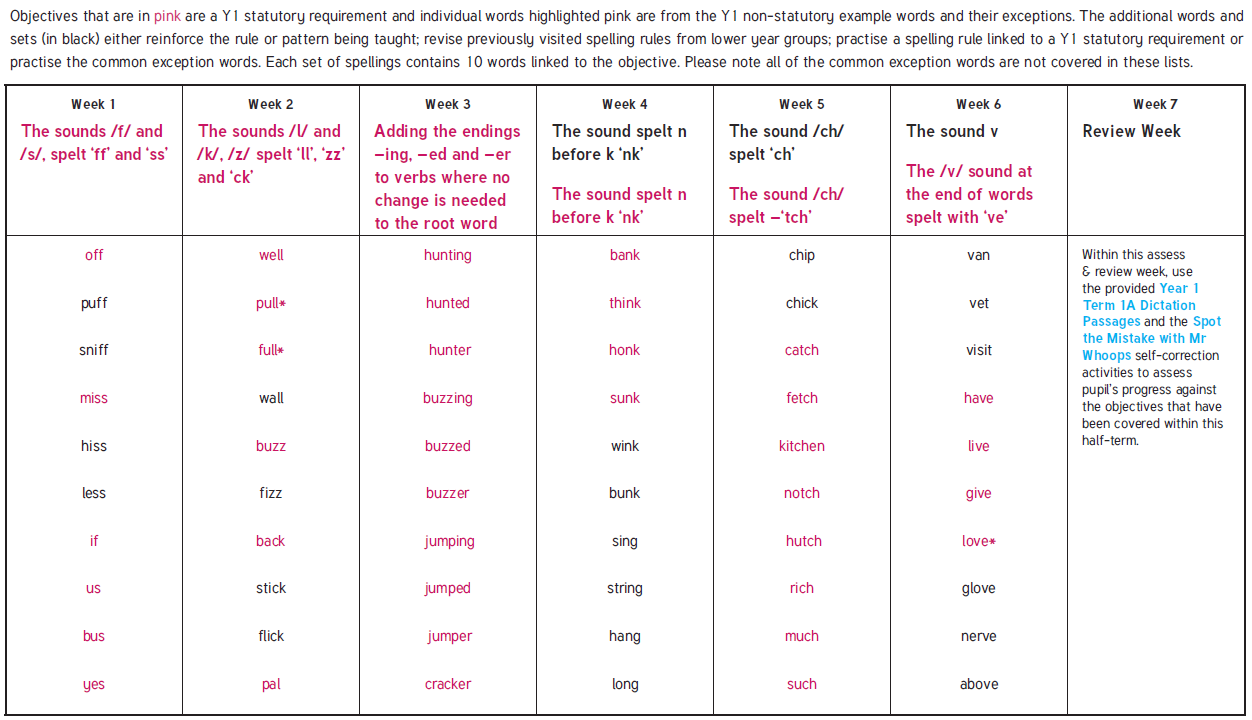 Objectives that are in pink are a Y1 statutory requirement and individual words highlighted pink are from the Y1 non-statutory example words and their exceptions. The additional words and
sets (in black) either reinforce the rule or pattern being taught; revise previously visited spelling rules from lower year groups; practise a spelling rule linked to a Y1 statutory requirement or
practise the common exception words. Each set of spellings contains 10 words linked to the objective. Please note all of the common exception words are not covered in these lists.
Week 1
The sounds /f/ and
/s/, spelt ‘ff’ and ‘ss’
off
puff
sniff
miss
hiss
less
if
us
bus
yes
Week 2
The sounds /l/ and
/k/, /z/ spelt ‘ll’, ‘zz’
and ‘ck’
well
pull*
full*
wall
buzz
fizz
back
stick
flick
pal
Week 3
Adding the endings
–ing, –ed and –er
to verbs where no
change is needed
to the root word
hunting
hunted
hunter
buzzing
buzzed
buzzer
jumping
jumped
jumper
cracker
Week 4
The sound spelt n
before k ‘nk’
The sound spelt n
before k ‘nk’
bank
think
honk
sunk
wink
bunk
sing
string
hang
long
Week 5
The sound /ch/
spelt ‘ch’
The sound /ch/
spelt –‘tch’
chip
chick
catch
fetch
kitchen
notch
hutch
rich
much
such
Week 6
The sound v
The /v/ sound at
the end of words
spelt with ‘ve’
van
vet
visit
have
live
give
love*
glove
nerve
above
Week 7
Review Week
Within this assess
& review week, use
the provided Year 1
Term 1A Dictation
Passages and the Spot
the Mistake with Mr
Whoops self-correction
activities to assess
pupil’s progress against
the objectives that have
been covered within this
half-term.